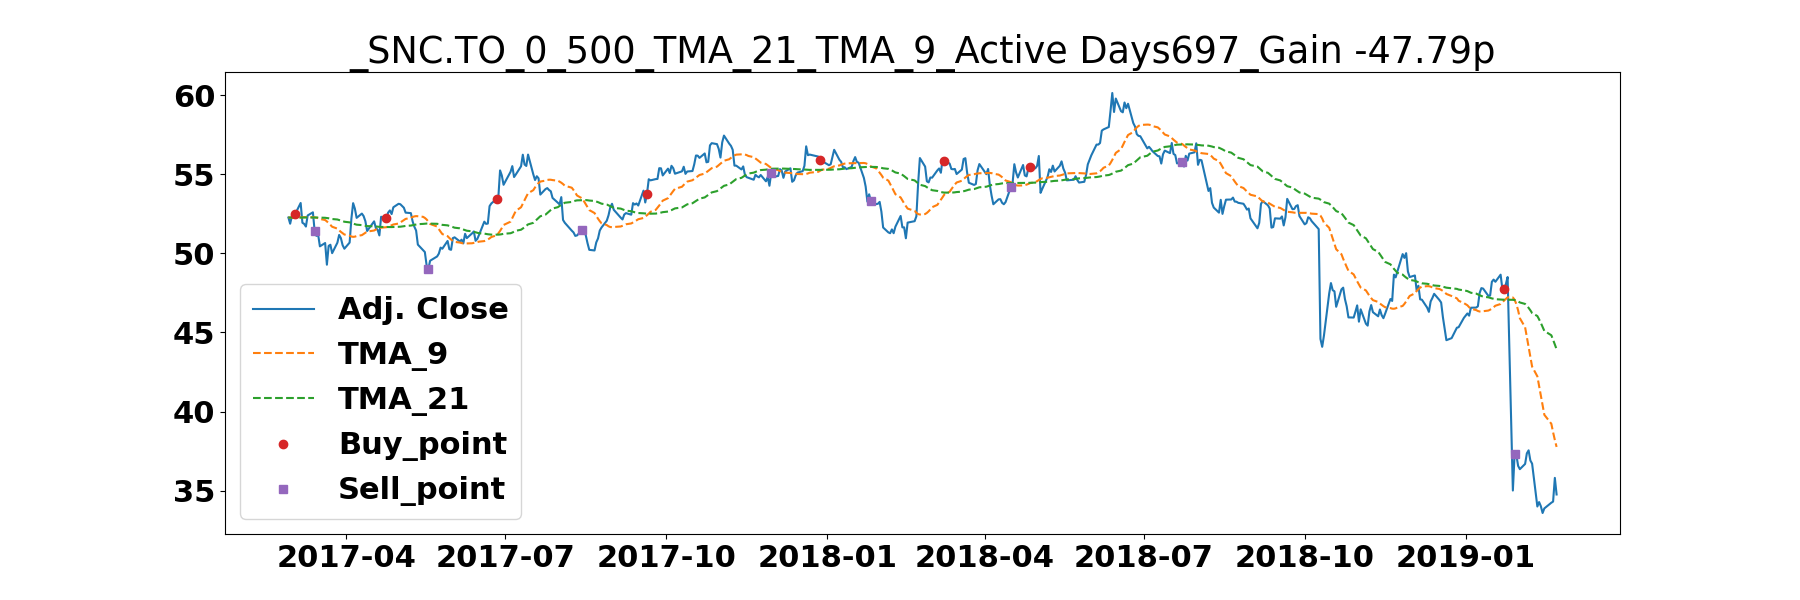 _SNC.TO_0_500_TMA_21_TMA_9_Active Days697_Gain -47.79p
60
55
50
45
40
35
Adj. Close
TMA_9
TMA_21
Buy_point
Sell_point
2017-04 2017-07 2017-10 2018-01 2018-04 2018-07 2018-10 2019-01